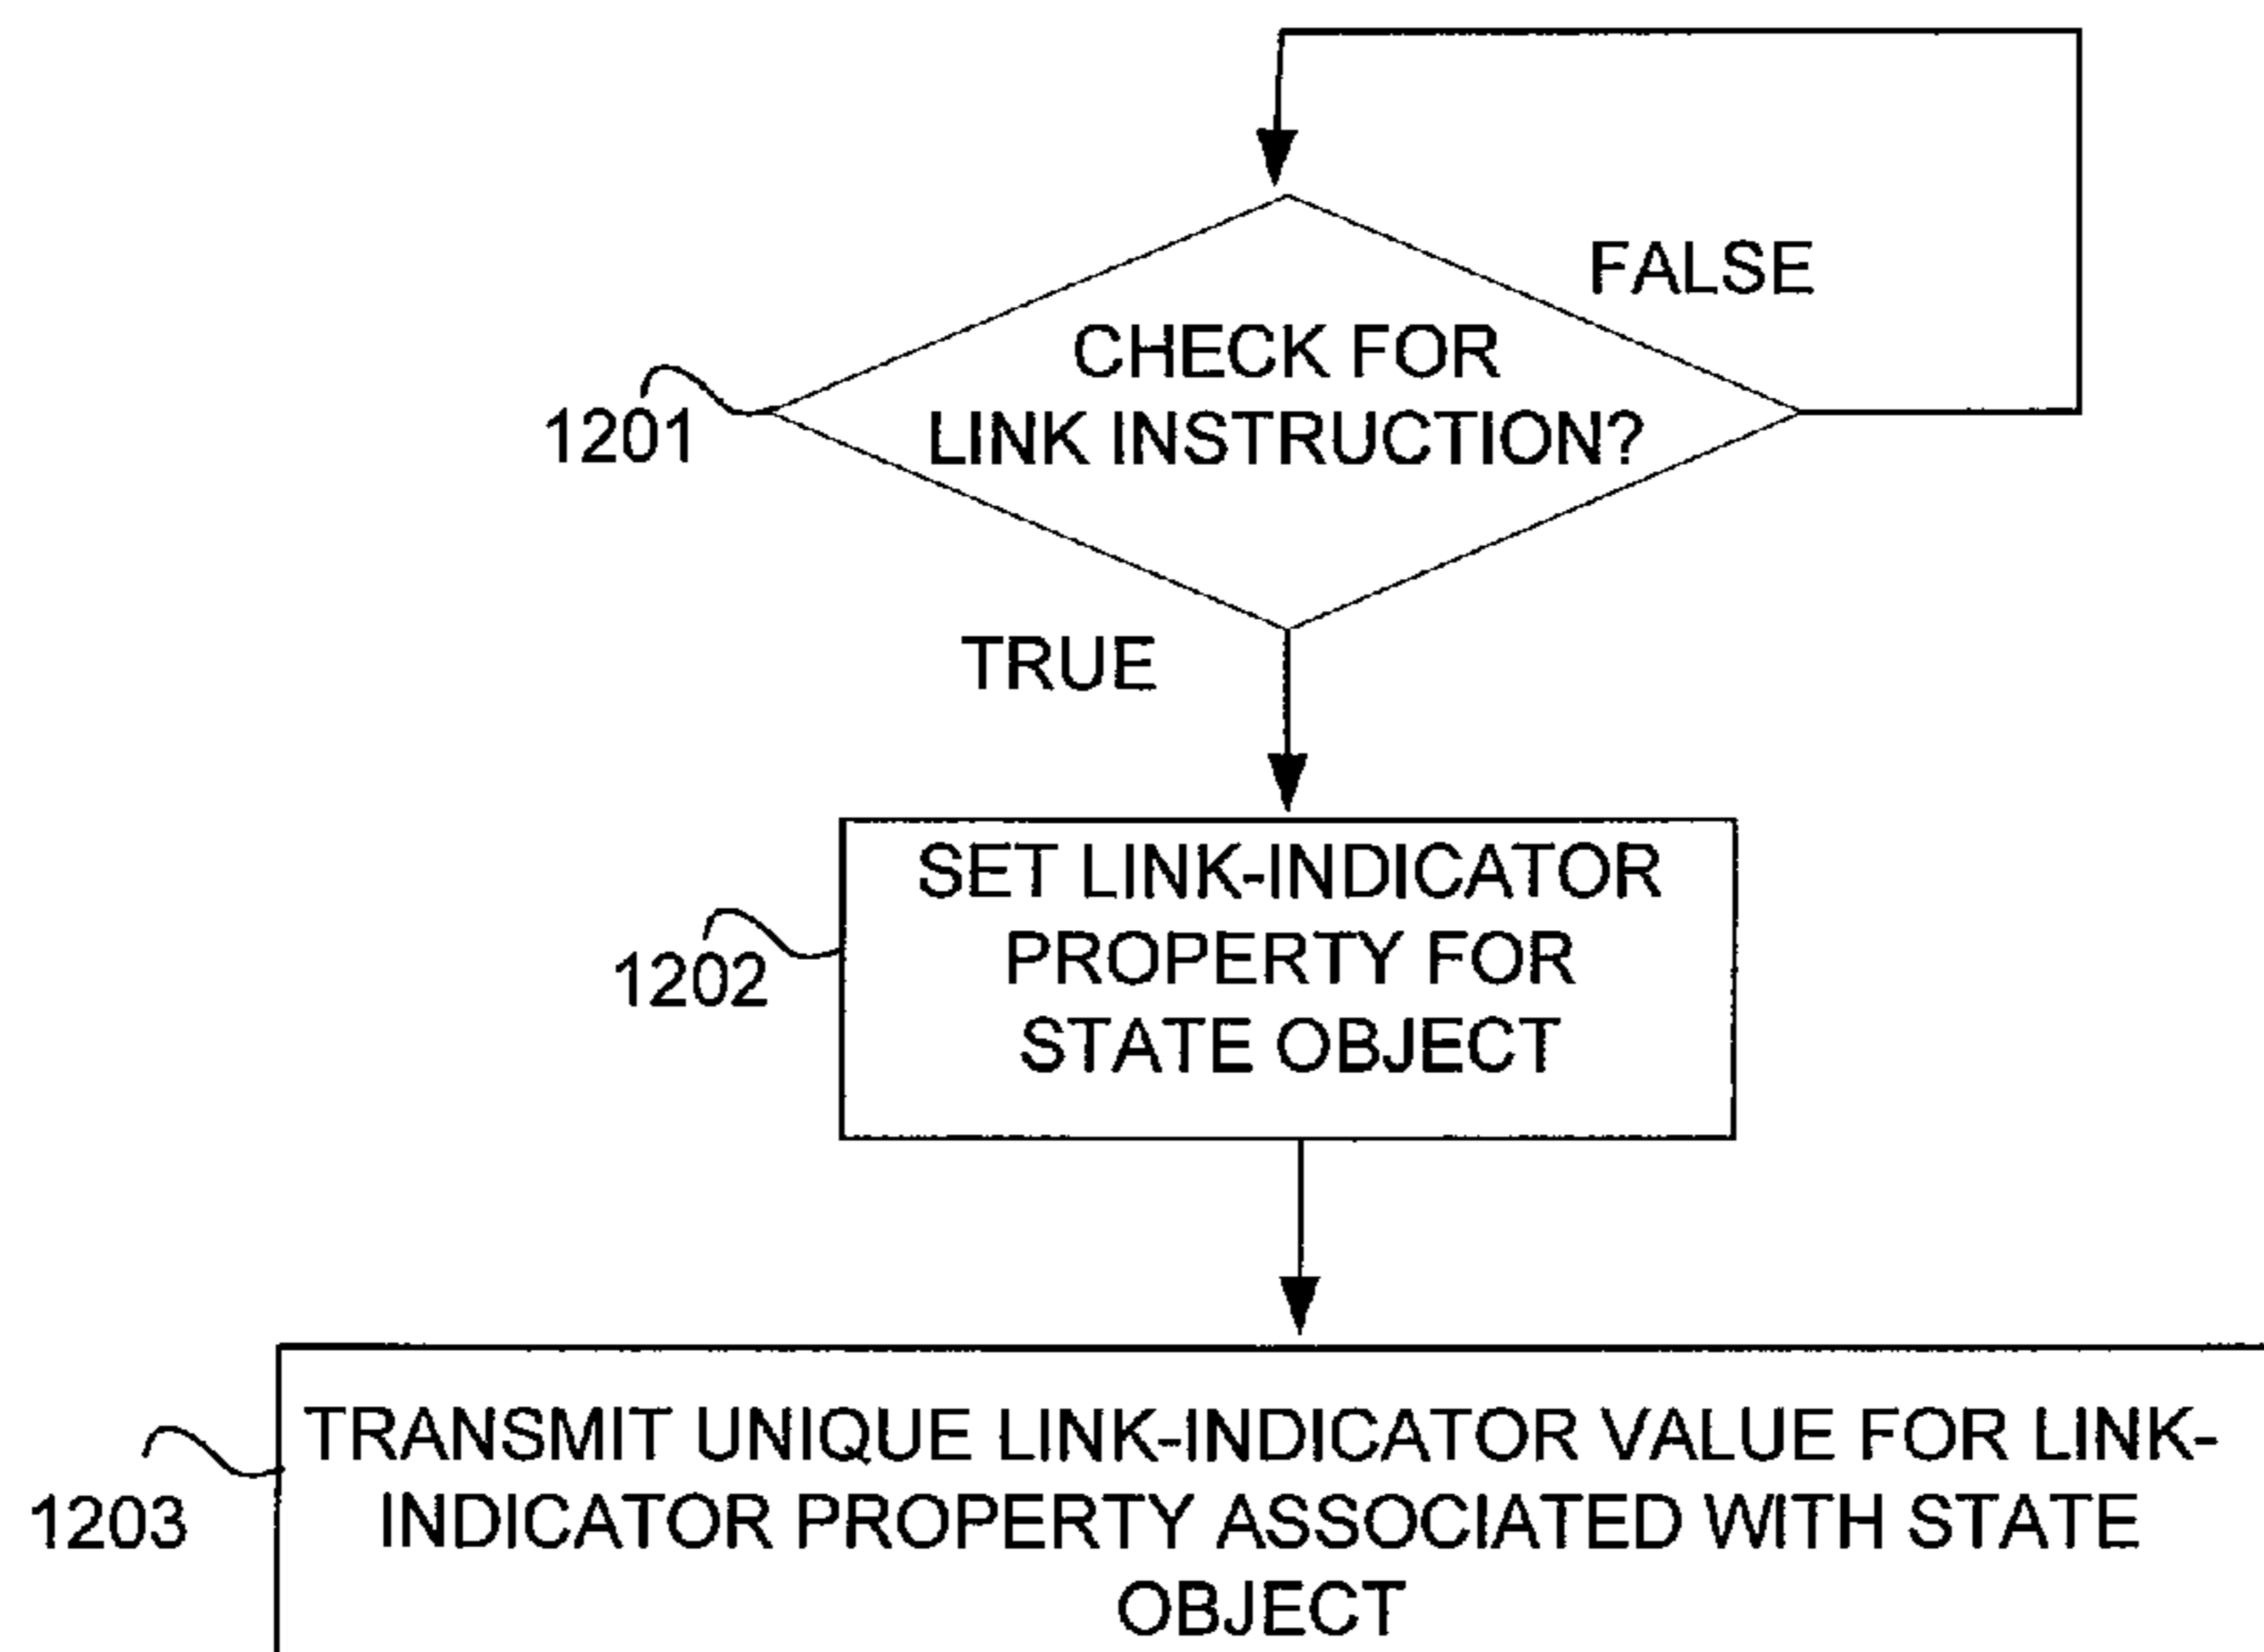 FALSE
CHECK FOR
LINK INSTRUCTION?
1201
TRUE
SET LINK-INDICATOR
PROPERTY FOR
STATE OBJECT
1202
TRANSMIT UNIQUE LINK-INDICATOR VALUE FOR LINK-
INDICATOR PROPERTY ASSOCIATED WITH STATE
OBJECT
1203